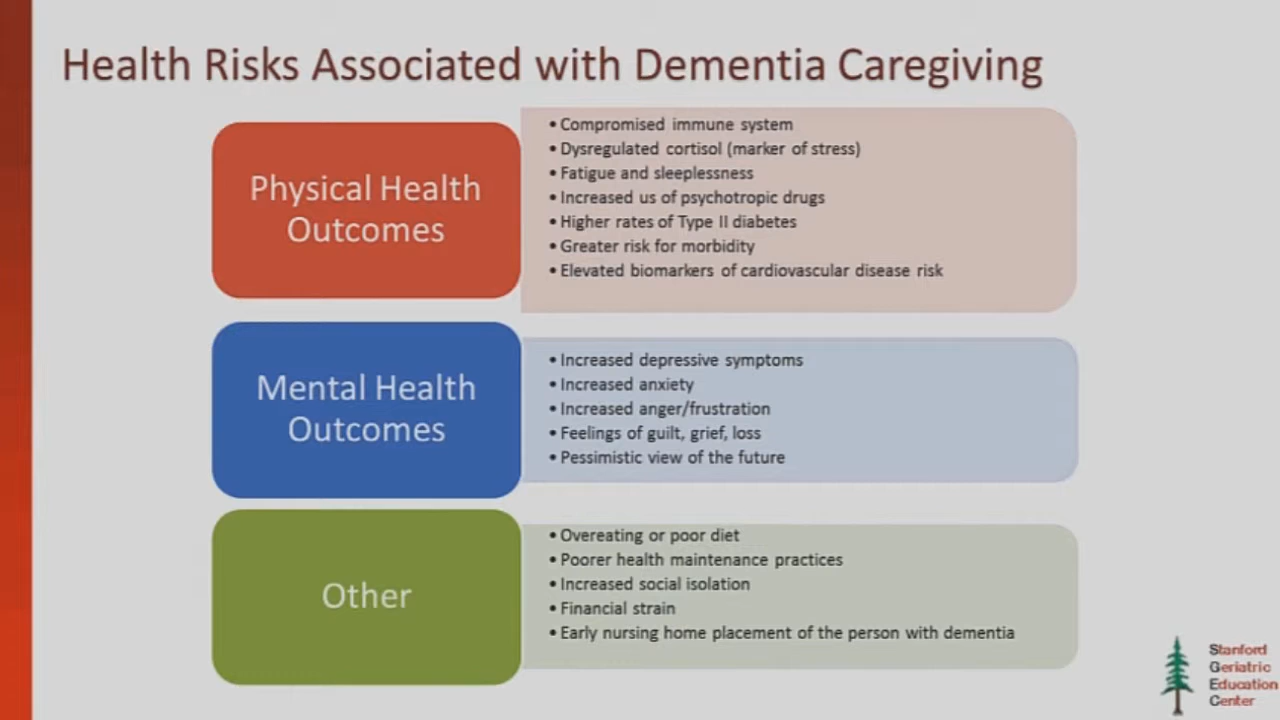 Health Risks Associated with Dementia Caregiving
Physical Health
Outcomes
• Compromised immune system
• Dysregulated cortisol (marker of stress)
• Fatigue and sleeplessness
• Increased us of psychotropic drugs
• Higher rates of Type II diabetes
• Greater risk for morbidity
• Elevated biomarkers of cardiovascular disease risk
Mental Health
Outcomes
• Increased depressive symptoms
• Increased anxiety
• Increased anger/frustration
• Feelings of guilt, grief, loss
• Pessimistic view of the future
Other
• Overeating or poor diet
• Poorer health maintenance practices
• Increased social isolation
• Financial strain
• Early nursing home placement of the person with dementia
Stanford
Geriatric
Education
Center